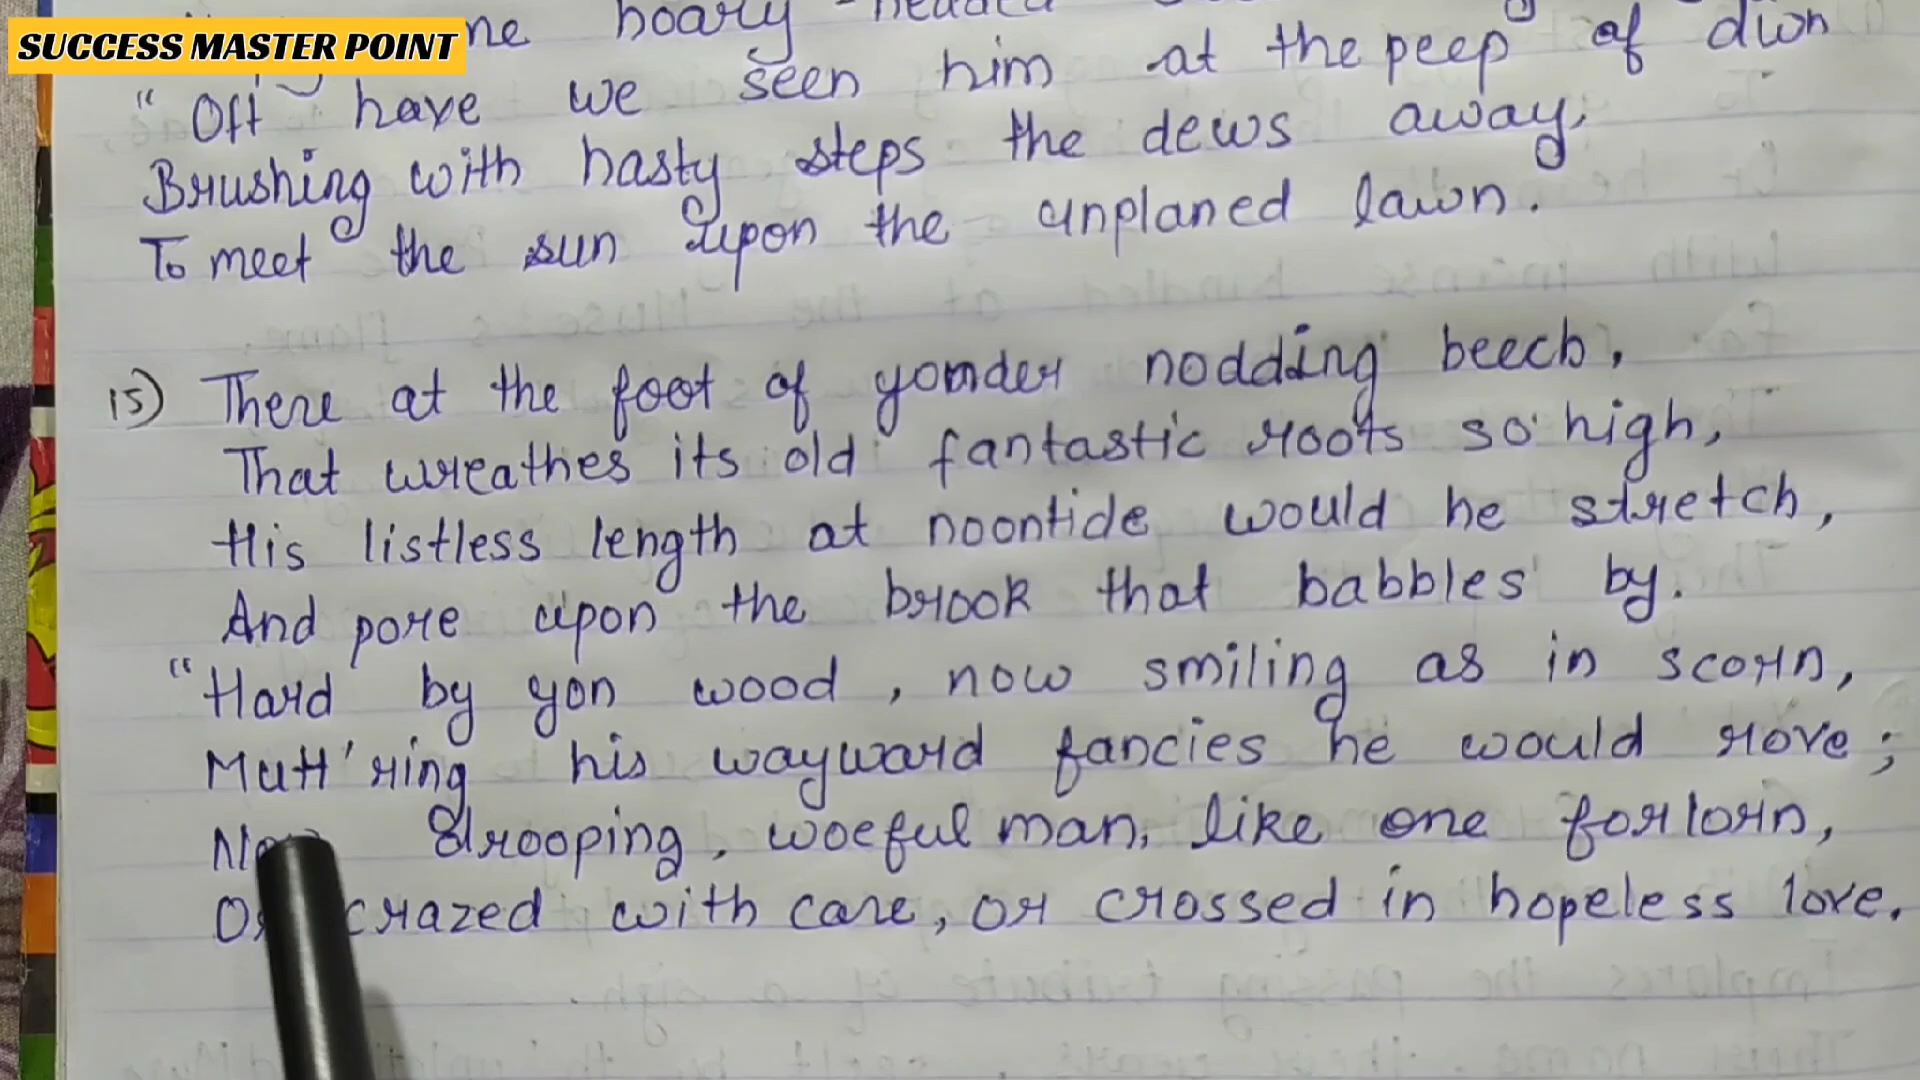 SUCCESS MASTER POINT
hoary-headed
"Oft have we seen him at the peep of dwn
Brushing with hasty steps the dews away,
To meet the sun upon the unplaned lawn.
15) There at the foot of yonder nodding beech,
That wreathes its old fantastic roots so high,
His listless length at noontide would he stretch,
And pore upon the brook that babbles by.
"Hard by yon wood, now smiling as in scorn,
Mutt'ring his wayward fancies he would rove;
drooping, woeful man, like one forlorn,
crazed with care, or crossed in hopeless love.